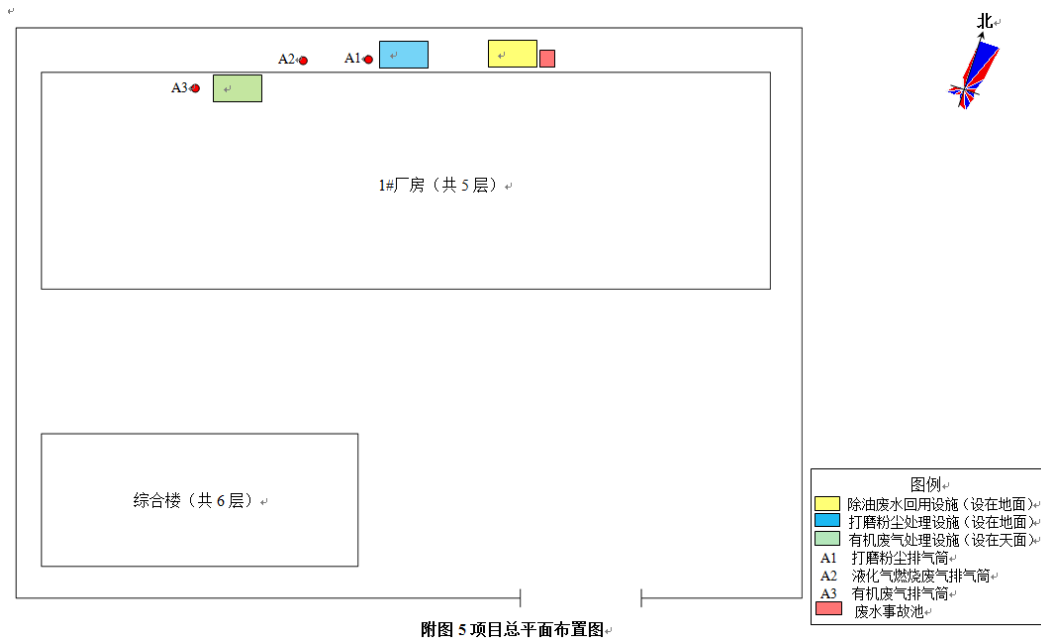 北
A2
A1
A3
1#厂房（共 5 层）
综合楼（共 6 层）
图例
除油废水回用设施（设在地面）
打磨粉尘处理设施（设在地面）
有机废气处理设施（设在天面）
A1 打磨粉尘排气筒
A2 液化气燃烧废气排气筒
A3 有机废气排气筒
废水事故池
附图 5 项目总平面布置图